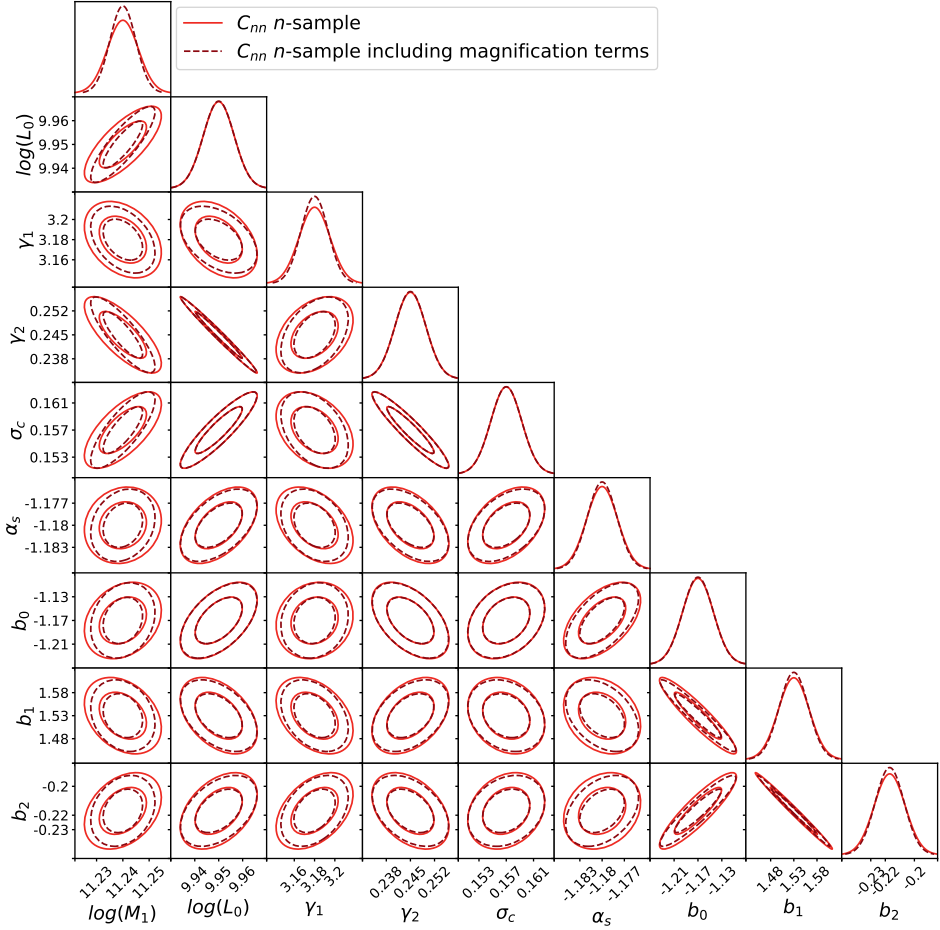 C_nn n-sample
C_nn n-sample including magnification terms
log(L_0)
9.96
9.95
9.94
γ_1
3.2
3.18
3.16
γ_2
0.252
0.245
0.238
σ_c
0.161
0.157
0.153
α_s
-1.177
-1.18
-1.183
b_0
-1.13
-1.17
-1.21
b_1
1.58
1.53
1.48
b_2
-0.2
-0.22
-0.23
11.23 11.24 11.25 9.94 9.95 9.96 3.16 3.18 3.2 0.238 0.245 0.252 0.153 0.157 0.161 -1.183 -1.18 -1.177 -1.21 -1.17 -1.13 1.48 1.53 1.58 -0.23 -0.22 -0.2
log(M_1) log(L_0) γ_1 γ_2 σ_c α_s b_0 b_1 b_2